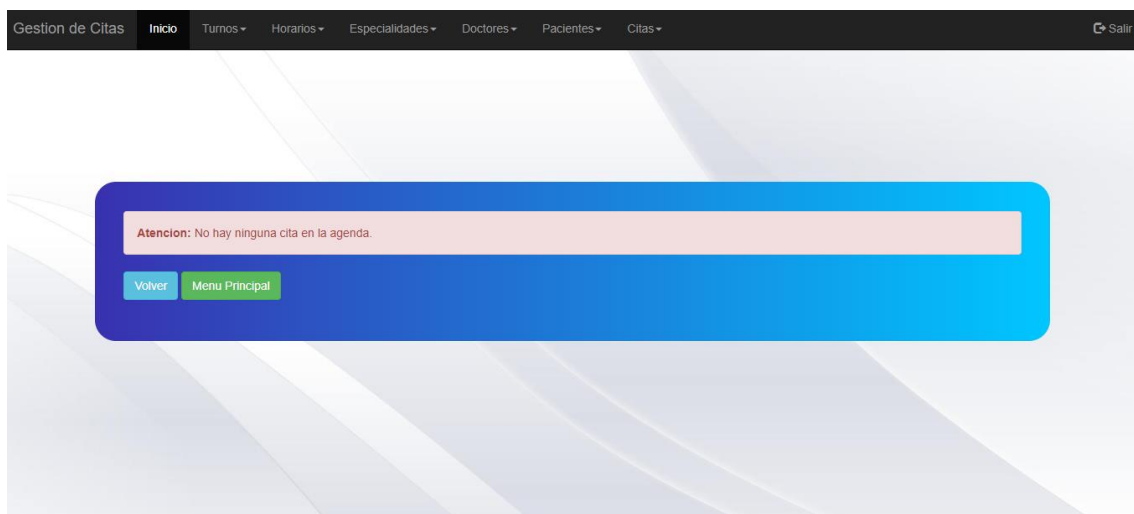 Gestion de Citas Inicio Turnos Horarios Especialidades Doctores Pacientes Citas Salir
Atencion: No hay ninguna cita en la agenda.
Volver Menu Principal